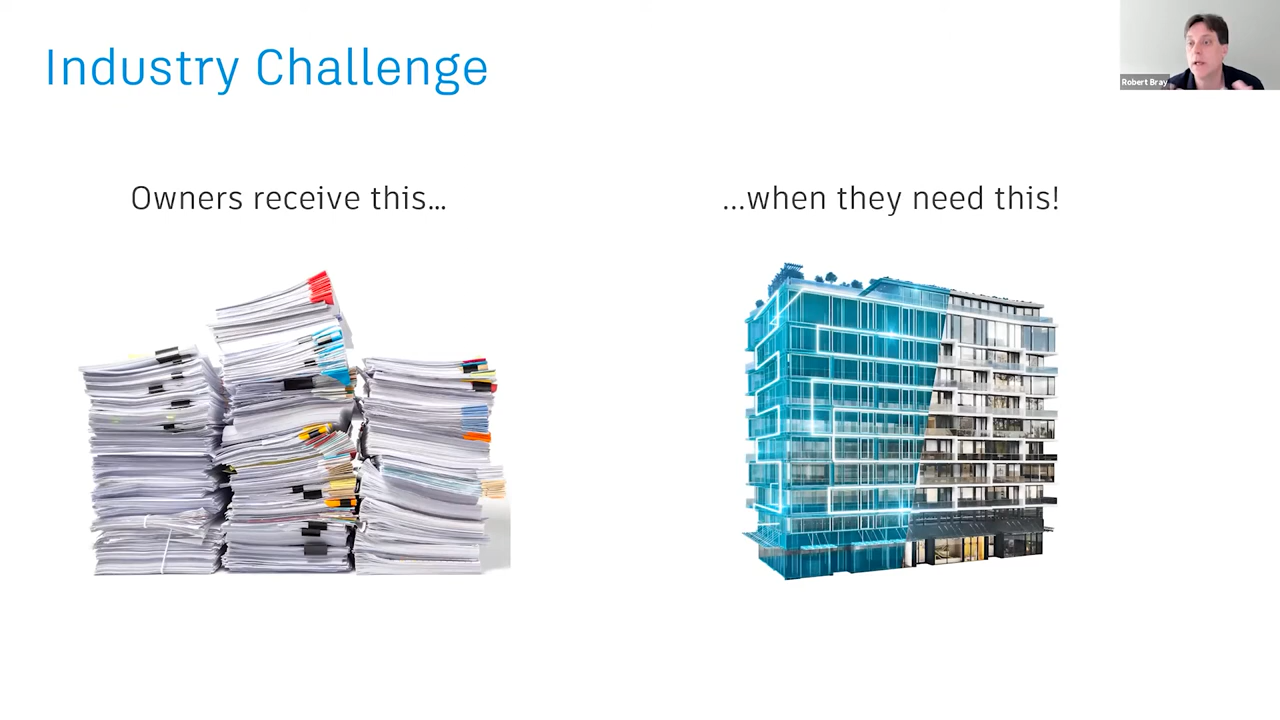 Industry Challenge
Robert Bray
Owners receive this...
...when they need this!